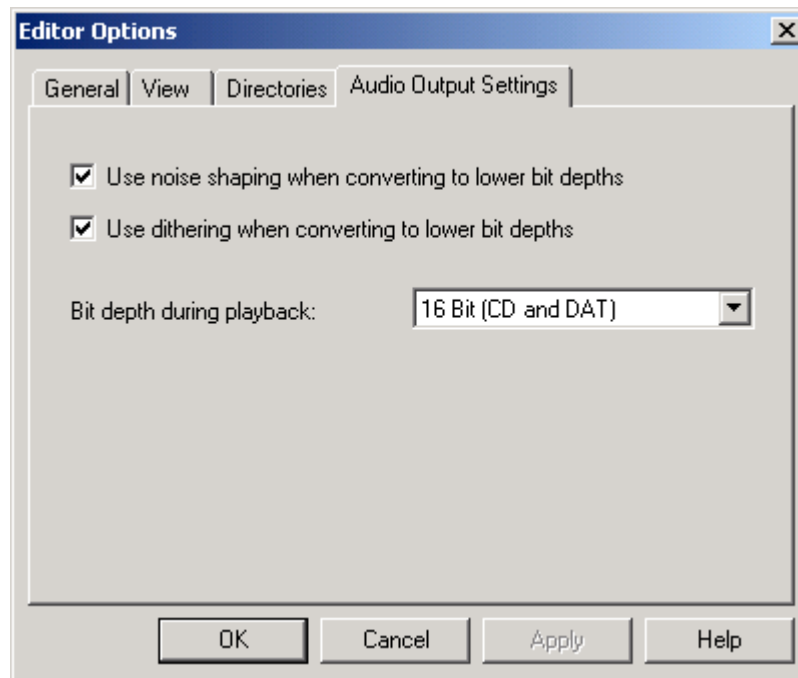 Editor Options
General View Directories Audio Output Settings
Use noise shaping when converting to lower bit depths
Use dithering when converting to lower bit depths
Bit depth during playback: 16 Bit (CD and DAT)
OK Cancel Apply Help